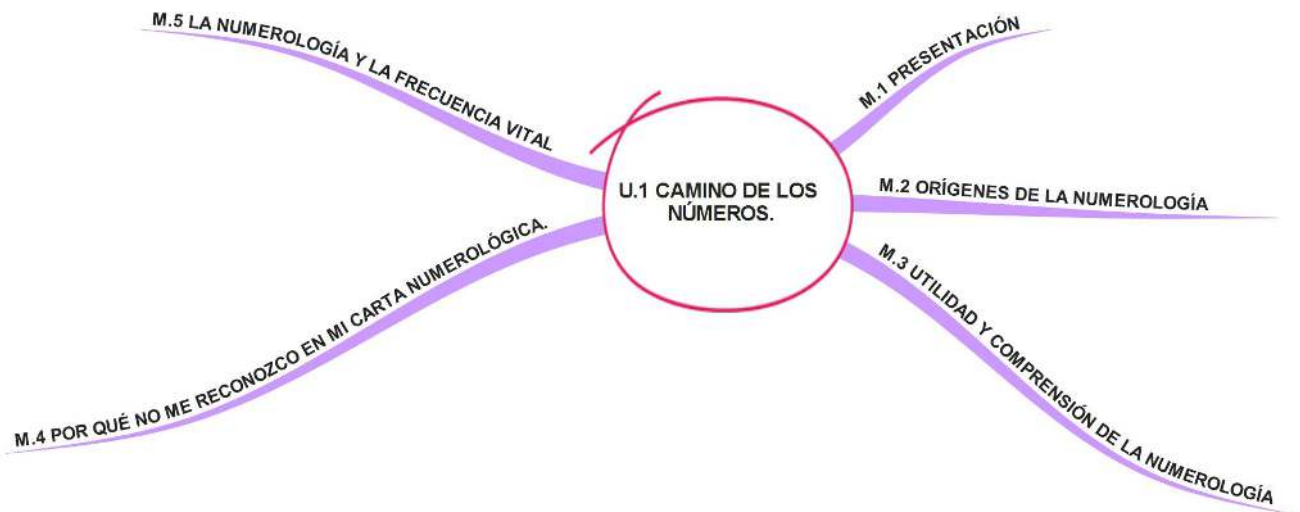 U.1 CAMINO DE LOS
NÚMEROS.
M.1 PRESENTACIÓN
M.2 ORÍGENES DE LA NUMEROLOGÍA
M.3 UTILIDAD Y COMPRENSIÓN DE LA NUMEROLOGÍA
M.4 POR QUÉ NO ME RECONOZCO EN MI CARTA NUMEROLÓGICA.
M.5 LA NUMEROLOGÍA Y LA FRECUENCIA VITAL